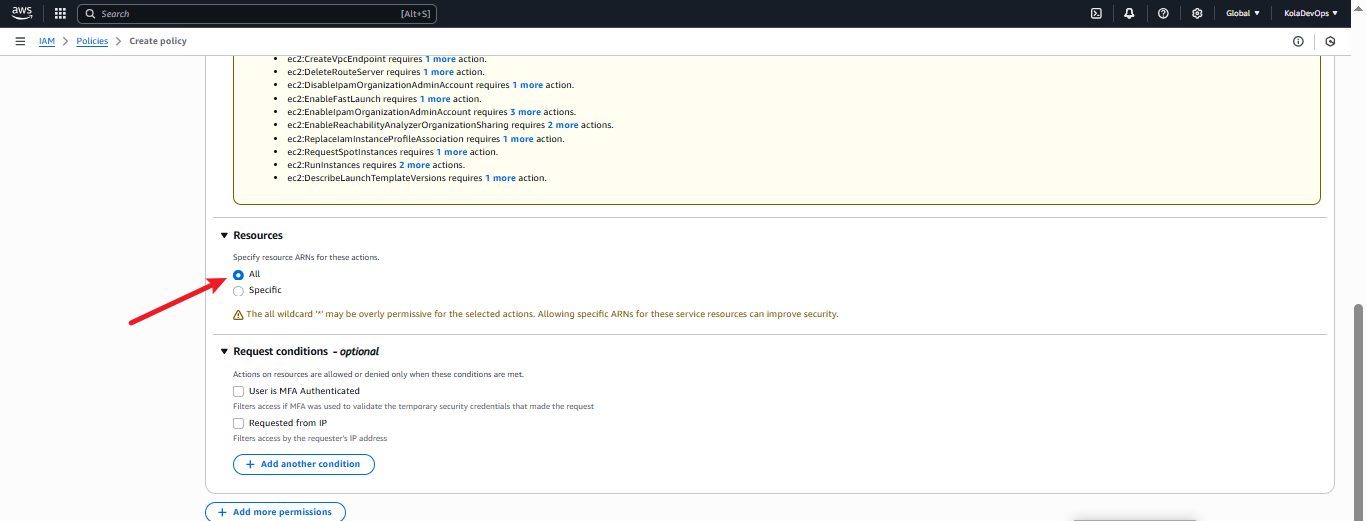 aws Search [Alt+S] Global KolaDevOps
IAM > Policies > Create policy
• ec2:CreateVpcEndpoint requires 1 more action.
• ec2:DeleteRouteServer requires 1 more action.
• ec2:DisableIpamOrganizationAdminAccount requires 1 more action.
• ec2:EnableFastLaunch requires 1 more action.
• ec2:EnableIpamOrganizationAdminAccount requires 3 more actions.
• ec2:EnableReachabilityAnalyzerOrganizationSharing requires 2 more actions.
• ec2:ReplaceIamInstanceProfileAssociation requires 1 more action.
• ec2:RequestSpotInstances requires 1 more action.
• ec2:RunInstances requires 2 more actions.
• ec2:DescribeLaunchTemplateVersions requires 1 more action.
Resources
Specify resource ARNs for these actions.
All
Specific
The all wildcard '*' may be overly permissive for the selected actions. Allowing specific ARNs for these service resources can improve security.
Request conditions - optional
Actions on resources are allowed or denied only when these conditions are met.
User is MFA Authenticated
Filters access if MFA was used to validate the temporary security credentials that made the request
Requested from IP
Filters access by the requester's IP address
+ Add another condition
+ Add more permissions